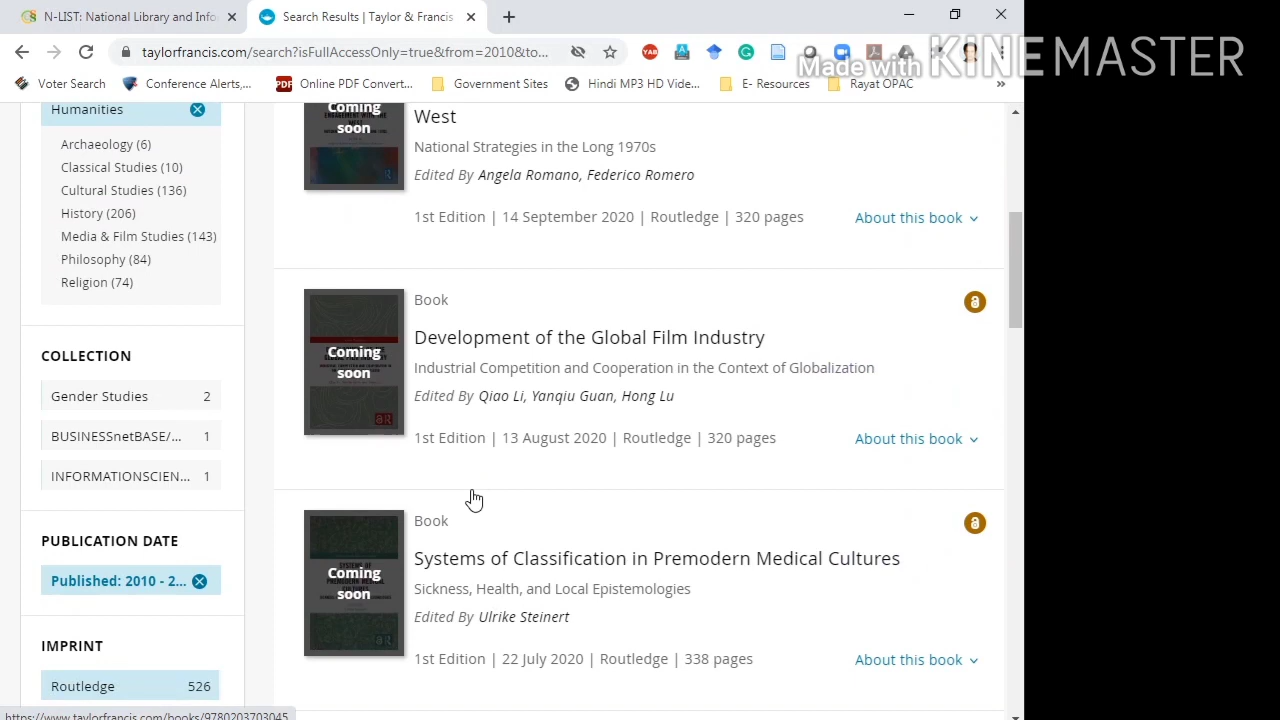 N-LIST: National Library and Info
Search Results | Taylor & Francis
taylorfrancis.com/search?isFullAccessOnly=true&from=2010&to...
Made with KINEMASTER
Voter Search
Conference Alerts,...
Online PDF Convert...
Government Sites
Hindi MP3 HD Vide...
E- Resources
Rayat OPAC
Humanities
Archaeology (6)
Classical Studies (10)
Cultural Studies (136)
History (206)
Media & Film Studies (143)
Philosophy (84)
Religion (74)
COLLECTION
Gender Studies 2
BUSINESSnetBASE/... 1
INFORMATIONSCIEN... 1
PUBLICATION DATE
Published: 2010 - 2...
IMPRINT
Routledge 526
Coming
soon
West
National Strategies in the Long 1970s
Edited By Angela Romano, Federico Romero
1st Edition | 14 September 2020 | Routledge | 320 pages
About this book
Coming
soon
Book
Development of the Global Film Industry
Industrial Competition and Cooperation in the Context of Globalization
Edited By Qiao Li, Yanqiu Guan, Hong Lu
1st Edition | 13 August 2020 | Routledge | 320 pages
About this book
Coming
soon
Book
Systems of Classification in Premodern Medical Cultures
Sickness, Health, and Local Epistemologies
Edited By Ulrike Steinert
1st Edition | 22 July 2020 | Routledge | 338 pages
About this book
https://www.taylorfrancis.com/books/9780203703045